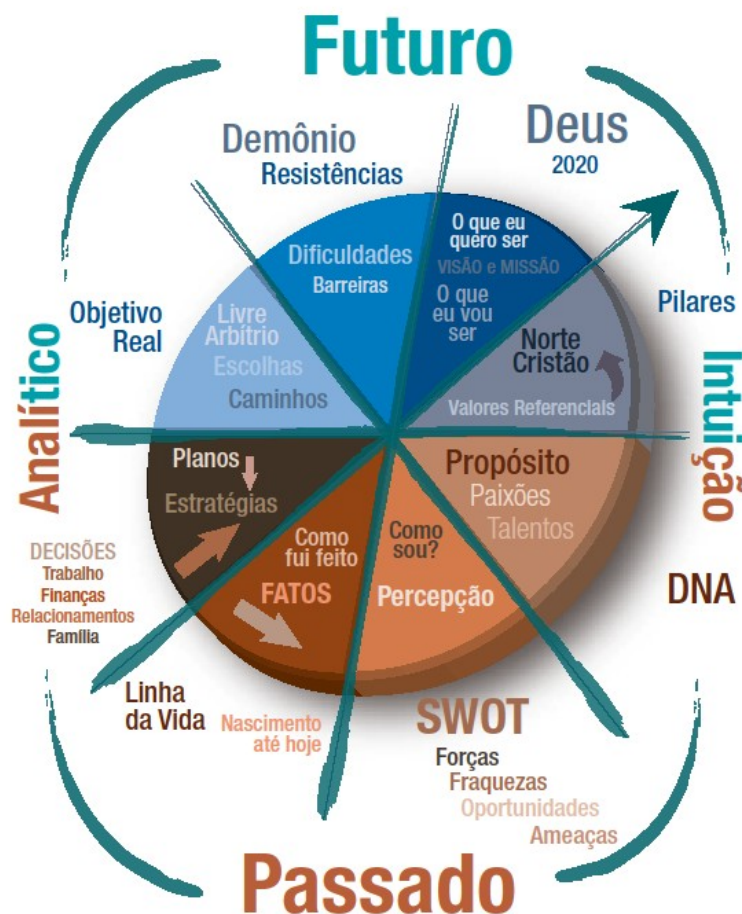 Futuro
Demônio
Resistências
Deus
2020
O que eu
quero ser
VISÃO e MISSÃO
O que
eu vou
ser
Dificuldades
Barreiras
Objetivo
Real
Livre
Arbítrio
Escolhas
Caminhos
Norte
Cristão
Valores Referenciais
Pilares
Analítico
Intuição
Planos
Estratégias
Propósito
Paixões
Talentos
Como
fui feito
FATOS
Como
sou?
Percepção
DECISÕES
Trabalho
Finanças
Relacionamentos
Família
DNA
Linha
da Vida
Nascimento
até hoje
SWOT
Forças
Fraquezas
Oportunidades
Ameaças
Passado